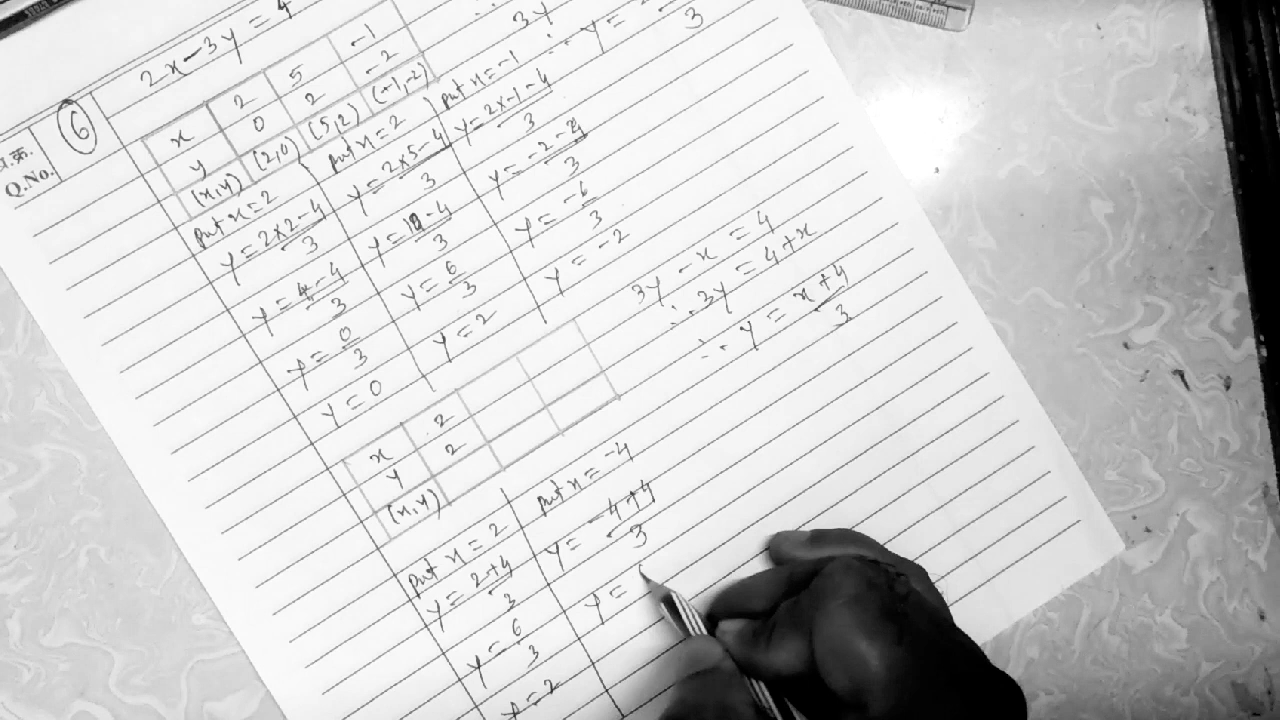 प्र.क्र.
Q.No.
6
2x - 3y = 4
x 2 5 -1
y 0 2 -2
(x,y) (2,0) (5,2) (-1,-2)
put x = 2
y = 2×2-4
3
y = 4-4
3
y = 0
3
y = 0
put x = 2
y = 2×5-4
3
y = 10-4
3
y = 6
3
y = 2
3y
∴ y =
3
put x = -1
y = 2×-1-4
3
y = -2-4
3
y = -6
3
y = -2
3y - x = 4
∴ 3y = 4+x
∴ y = x+4
3
x 2
y 2
(x,y)
put x = 2
y = 2+4
3
y = 6
3
y = 2
put x = -4
y = -4+4
3
y =